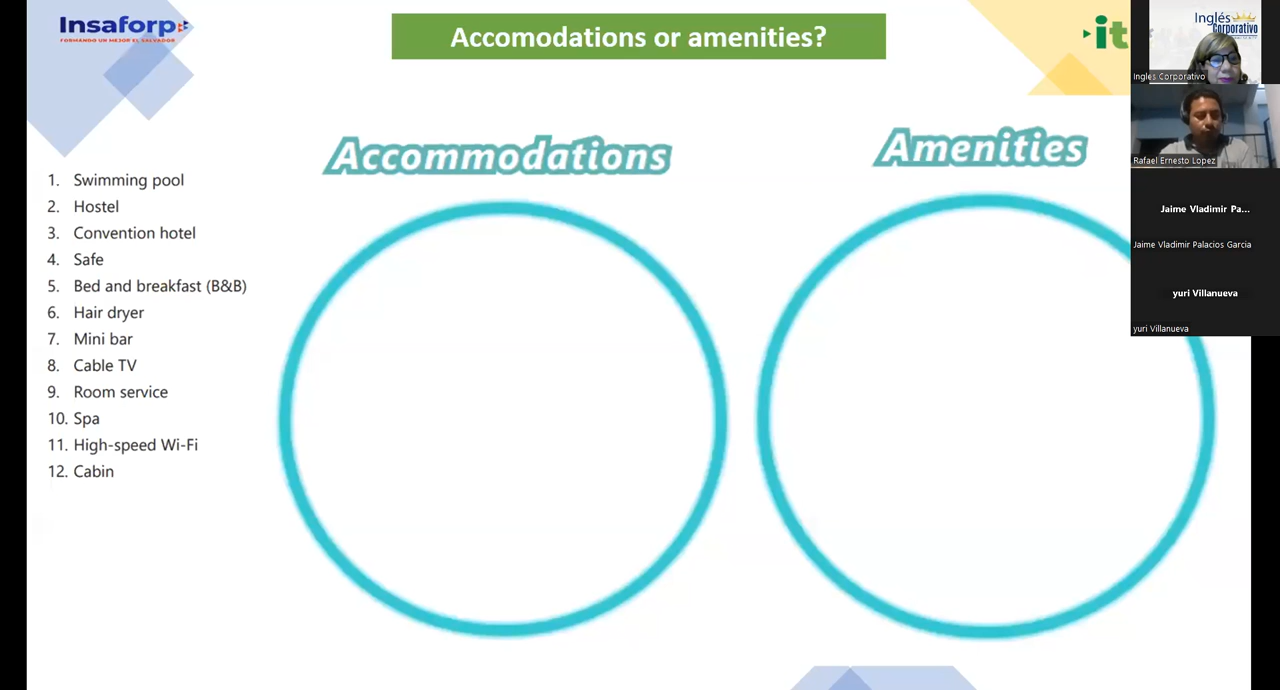 Insaforp
FORMANDO UN MEJOR EL SALVADOR
Accomodations or amenities?
it
Accommodations
Amenities
1. Swimming pool
2. Hostel
3. Convention hotel
4. Safe
5. Bed and breakfast (B&B)
6. Hair dryer
7. Mini bar
8. Cable TV
9. Room service
10. Spa
11. High-speed Wi-Fi
12. Cabin
Inglés
Corporativo
Ingles Corporativo
Rafael Ernesto Lopez
Jaime Vladimir Pa...
Jaime Vladimir Palacios Garcia
yuri Villanueva
yuri Villanueva